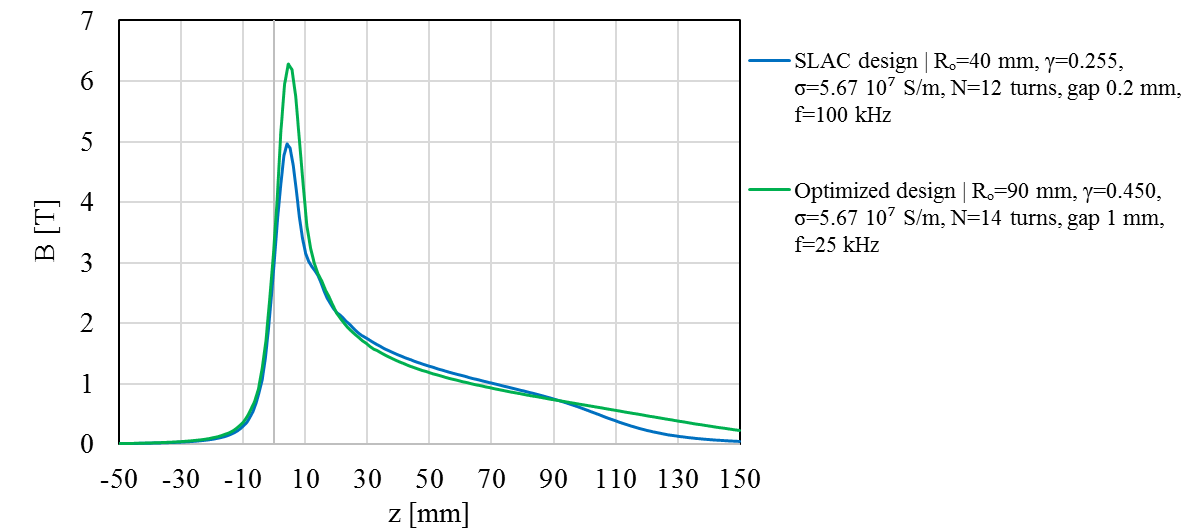 7
6
5
4
3
2
1
0
B [T]
-50 -30 -10 10 30 50 70 90 110 130 150
z [mm]
SLAC design | Rₒ=40 mm, γ=0.255,
σ=5.67 10⁷ S/m, N=12 turns, gap 0.2 mm,
f=100 kHz
Optimized design | Rₒ=90 mm, γ=0.450,
σ=5.67 10⁷ S/m, N=14 turns, gap 1 mm,
f=25 kHz